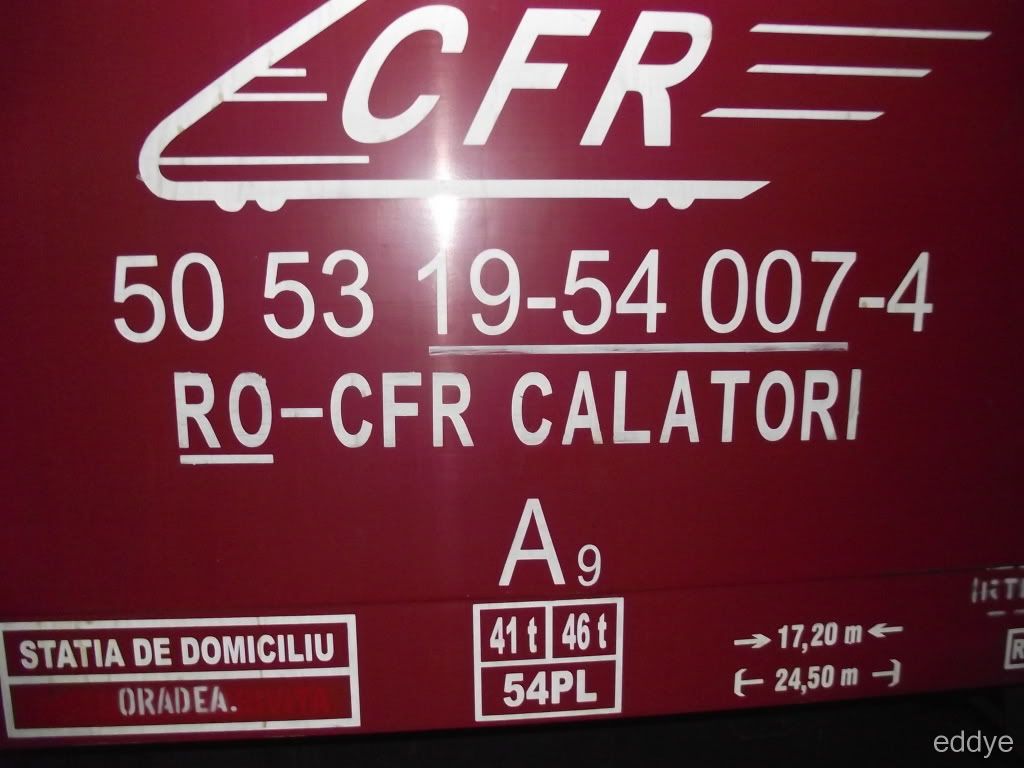 CFR
50 53 19-54 007-4
RO-CFR CALATORI
A9
STATIA DE DOMICILIU
ORADEA.
41 t 46 t
54PL
17,20 m
24,50 m
R
eddye